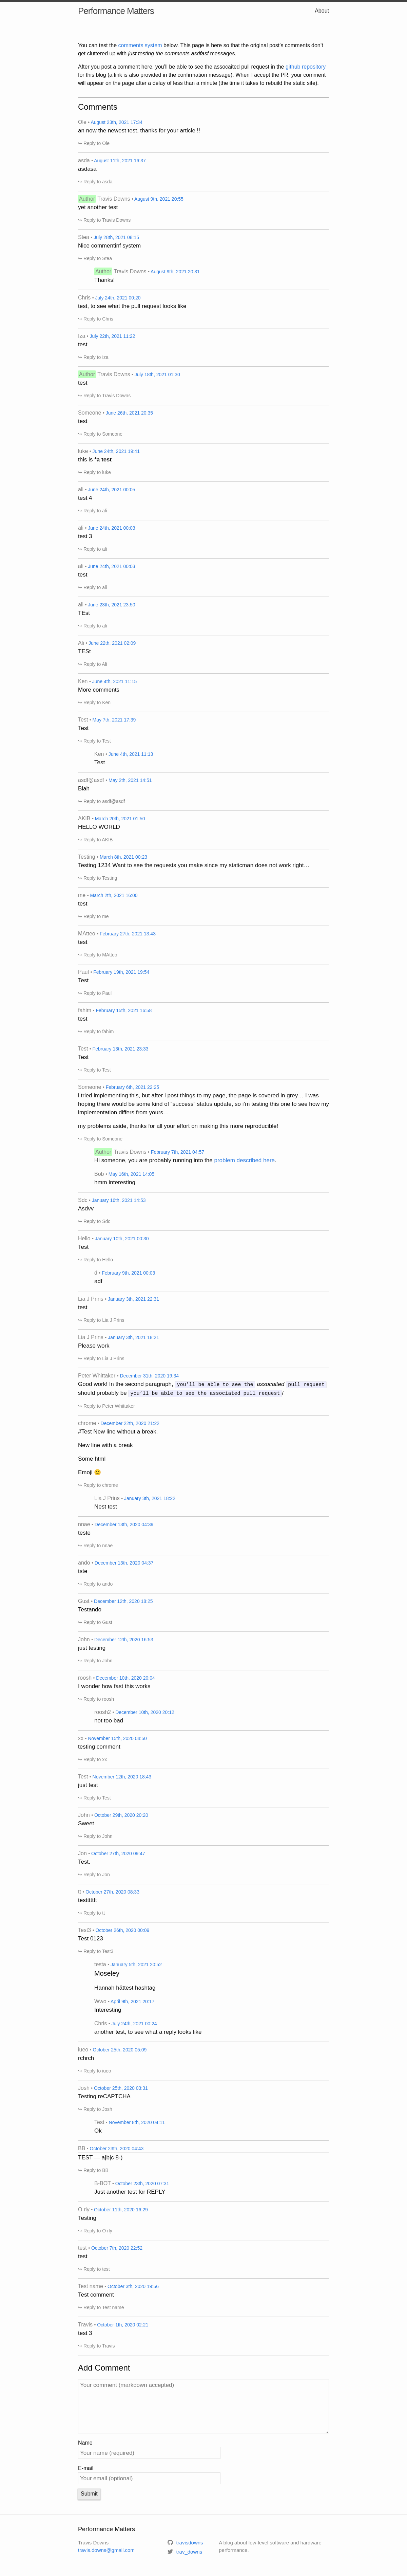 Performance Matters
About
You can test the comments system below. This page is here so that the original post's comments don't
get cluttered up with just testing the comments asdfasf messages.
After you post a comment here, you'll be able to see the assocaited pull request in the github repository
for this blog (a link is also provided in the confirmation message). When I accept the PR, your comment
will appear on the page after a delay of less than a minute (the time it takes to rebuild the static site).
Comments
Ole • August 23th, 2021 17:34
an now the newest test, thanks for your article !!
↪ Reply to Ole
asda • August 11th, 2021 16:37
asdasa
↪ Reply to asda
Author Travis Downs • August 9th, 2021 20:55
yet another test
↪ Reply to Travis Downs
Stea • July 28th, 2021 06:15
Nice commentinf system
↪ Reply to Stea
Author Travis Downs • August 9th, 2021 20:31
Thanks!
Chris • July 24th, 2021 00:20
test, to see what the pull request looks like
↪ Reply to Chris
Iza • July 22th, 2021 11:21
test
↪ Reply to Iza
Author Travis Downs • July 18th, 2021 01:30
test
↪ Reply to Travis Downs
Someone • June 26th, 2021 20:35
test
↪ Reply to Someone
luke • June 24th, 2021 19:41
this is *a test
↪ Reply to luke
ali • June 24th, 2021 00:05
test 4
↪ Reply to ali
ali • June 24th, 2021 00:03
test 3
↪ Reply to ali
ali • June 24th, 2021 00:03
test
↪ Reply to ali
ali • June 23th, 2021 23:50
TEst
↪ Reply to ali
Ali • June 22th, 2021 02:09
TESt
↪ Reply to Ali
Ken • June 4th, 2021 11:15
More comments
↪ Reply to Ken
Test • May 7th, 2021 17:39
Test
↪ Reply to Test
Ken • June 4th, 2021 11:13
Test
asdf@asdf • May 2th, 2021 14:51
Blah
↪ Reply to asdf@asdf
AKIB • March 20th, 2021 01:50
HELLO WORLD
↪ Reply to AKIB
Testing • March 8th, 2021 00:23
Testing 1234 Want to see the requests you make since my staticman does not work right…
↪ Reply to Testing
me • March 2th, 2021 16:00
test
↪ Reply to me
MAtteo • February 27th, 2021 13:43
test
↪ Reply to MAtteo
Paul • February 19th, 2021 19:54
Test
↪ Reply to Paul
fahim • February 15th, 2021 16:58
test
↪ Reply to fahim
Test • February 13th, 2021 23:33
Test
↪ Reply to Test
Someone • February 6th, 2021 22:25
i tried implementing this, but after i post things to my page, the page is covered in grey… I was
hoping there would be some kind of "success" status update, so i'm testing this one to see how my
implementation differs from yours…
my problems aside, thanks for all your effort on making this more reproducible!
↪ Reply to Someone
Author Travis Downs • February 7th, 2021 04:57
Hi someone, you are probably running into the problem described here.
Bob • May 16th, 2021 14:05
hmm interesting
Sdc • January 16th, 2021 14:53
Asdvv
↪ Reply to Sdc
Hello • January 10th, 2021 00:30
Test
↪ Reply to Hello
d • February 9th, 2021 00:03
adf
Lia J Prins • January 3th, 2021 22:31
test
↪ Reply to Lia J Prins
Lia J Prins • January 3th, 2021 18:21
Please work
↪ Reply to Lia J Prins
Peter Whittaker • December 31th, 2020 19:34
Good work! In the second paragraph, you'll be able to see the assocaited pull request
should probably be you'll be able to see the associated pull request /
↪ Reply to Peter Whittaker
chrome • December 22th, 2020 21:22
#Test New line without a break.
New line with a break
Some html
Emoji 🙂
↪ Reply to chrome
Lia J Prins • January 3th, 2021 18:22
Nest test
nnae • December 13th, 2020 04:39
teste
↪ Reply to nnae
ando • December 13th, 2020 04:37
tste
↪ Reply to ando
Gust • December 12th, 2020 18:25
Testando
↪ Reply to Gust
John • December 12th, 2020 18:53
just testing
↪ Reply to John
roosh • December 10th, 2020 20:04
I wonder how fast this works
↪ Reply to roosh
roosh2 • December 10th, 2020 20:12
not too bad
xx • November 15th, 2020 04:50
testing comment
↪ Reply to xx
Test • November 12th, 2020 18:43
just test
↪ Reply to Test
John • October 29th, 2020 20:20
Sweet
↪ Reply to John
Jon • October 27th, 2020 09:47
Test.
↪ Reply to Jon
tt • October 27th, 2020 08:33
testttttt
↪ Reply to tt
Test3 • October 26th, 2020 00:09
Test 0123
↪ Reply to Test3
testa • January 5th, 2021 20:52
Moseley
Hannah hättest hashtag
Wwo • April 9th, 2021 20:17
Interesting
Chris • July 24th, 2021 00:24
another test, to see what a reply looks like
iueo • October 25th, 2020 05:09
rchrch
↪ Reply to iueo
Josh • October 25th, 2020 03:31
Testing reCAPTCHA
↪ Reply to Josh
Test • November 8th, 2020 04:11
Ok
BB • October 23th, 2020 04:43
TEST — a|b|c 8-)
↪ Reply to BB
B-BOT • October 23th, 2020 07:31
Just another test for REPLY
O rly • October 11th, 2020 16:29
Testing
↪ Reply to O rly
test • October 7th, 2020 22:52
test
↪ Reply to test
Test name • October 3th, 2020 19:58
Test comment
↪ Reply to Test name
Travis • October 1th, 2020 02:21
test 3
↪ Reply to Travis
Add Comment
Your comment (markdown accepted)
Name
Your name (required)
E-mail
Your email (optional)
Submit
Performance Matters
Travis Downs
travis.downs@gmail.com
travisdowns
trav_downs
A blog about low-level software and hardware
performance.